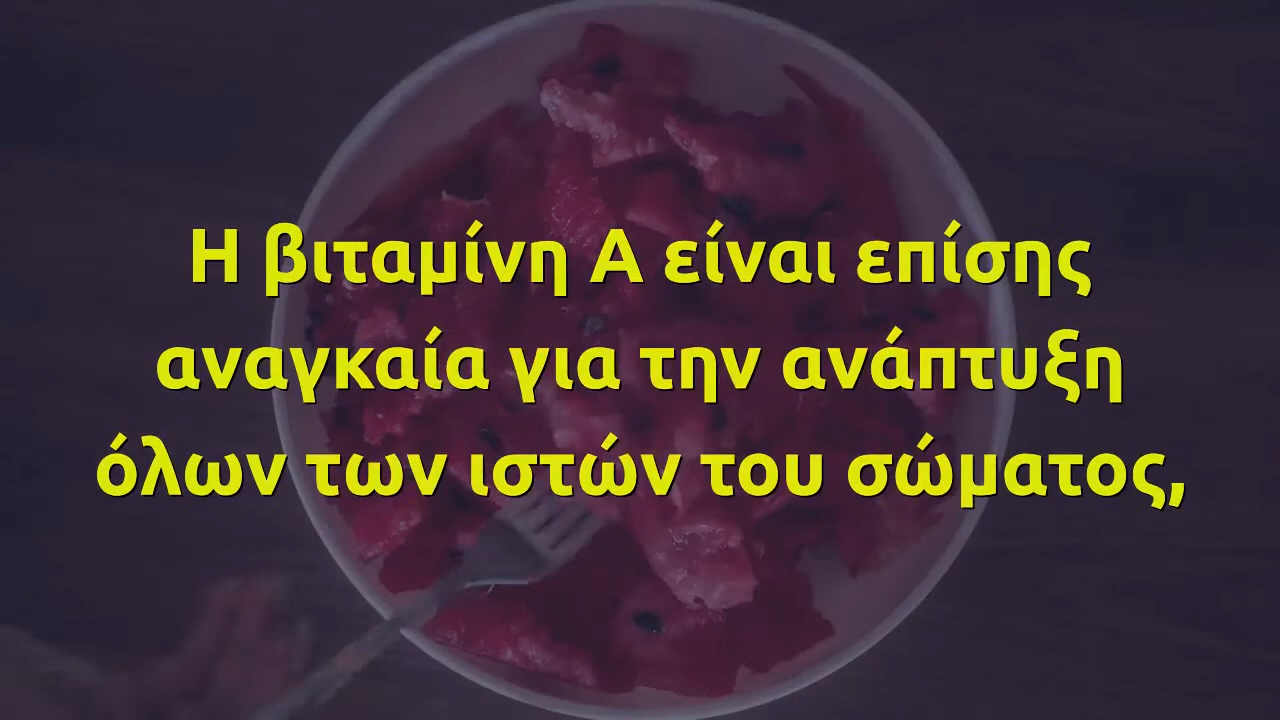 Η βιταμίνη Α είναι επίσης
αναγκαία για την ανάπτυξη
όλων των ιστών του σώματος,